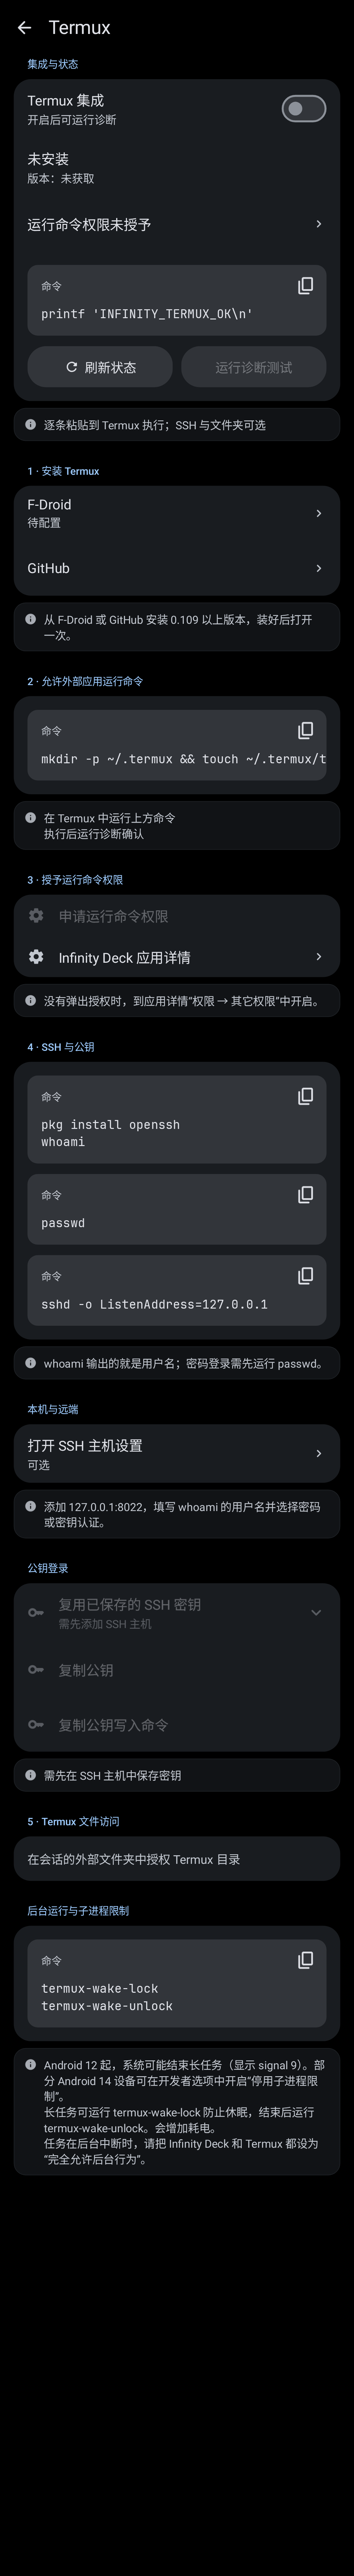 Termux
集成与状态
Termux 集成
开启后可运行诊断
未安装
版本：未获取
运行命令权限未授予
命令
printf 'INFINITY_TERMUX_OK\n'
刷新状态
运行诊断测试
逐条粘贴到 Termux 执行；SSH 与文件夹可选
1 · 安装 Termux
F-Droid
待配置
GitHub
从 F-Droid 或 GitHub 安装 0.109 以上版本，装好后打开
一次。
2 · 允许外部应用运行命令
命令
mkdir -p ~/.termux && touch ~/.termux/t
在 Termux 中运行上方命令
执行后运行诊断确认
3 · 授予运行命令权限
申请运行命令权限
Infinity Deck 应用详情
没有弹出授权时，到应用详情“权限 → 其它权限”中开启。
4 · SSH 与公钥
命令
pkg install openssh
whoami
命令
passwd
命令
sshd -o ListenAddress=127.0.0.1
whoami 输出的就是用户名；密码登录需先运行 passwd。
本机与远端
打开 SSH 主机设置
可选
添加 127.0.0.1:8022，填写 whoami 的用户名并选择密码
或密钥认证。
公钥登录
复用已保存的 SSH 密钥
需先添加 SSH 主机
复制公钥
复制公钥写入命令
需先在 SSH 主机中保存密钥
5 · Termux 文件访问
在会话的外部文件夹中授权 Termux 目录
后台运行与子进程限制
命令
termux-wake-lock
termux-wake-unlock
Android 12 起，系统可能结束长任务（显示 signal 9）。部
分 Android 14 设备可在开发者选项中开启“停用子进程限
制”。
长任务可运行 termux-wake-lock 防止休眠，结束后运行
termux-wake-unlock。会增加耗电。
任务在后台中断时，请把 Infinity Deck 和 Termux 都设为
“完全允许后台行为”。